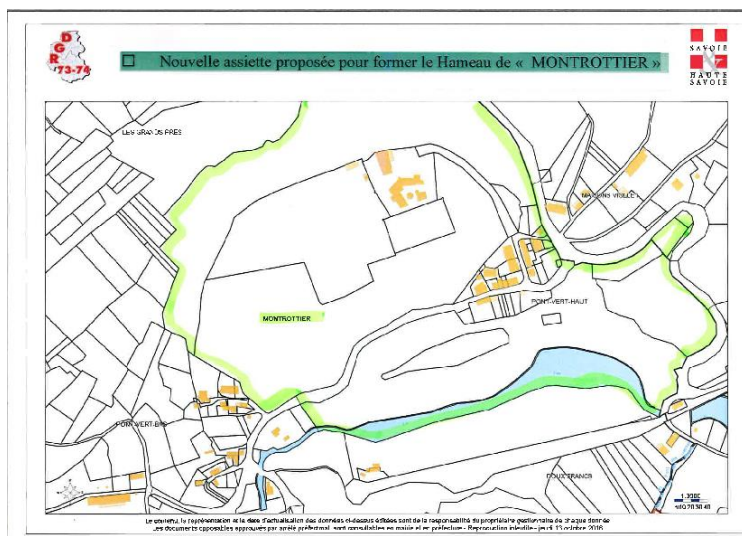 DGR
73-74
□ Nouvelle assiette proposée pour former le Hameau de « MONTROTTIER »
SAVOIE
HAUTE
SAVOIE
LES GRANDS PRÉS
PONT-VERT-HAUT
MONTROTTIER
PONT-VERT-BAS
Le contenu, la représentation et la date d'actualisation des données ci-dessus éditées sont de la responsabilité du propriétaire gestionnaire de chaque donnée
Les documents opposables approuvés par arrêté préfectoral, sont consultables en mairie et en préfecture - Reproduction interdite - jeudi 13 octobre 2016